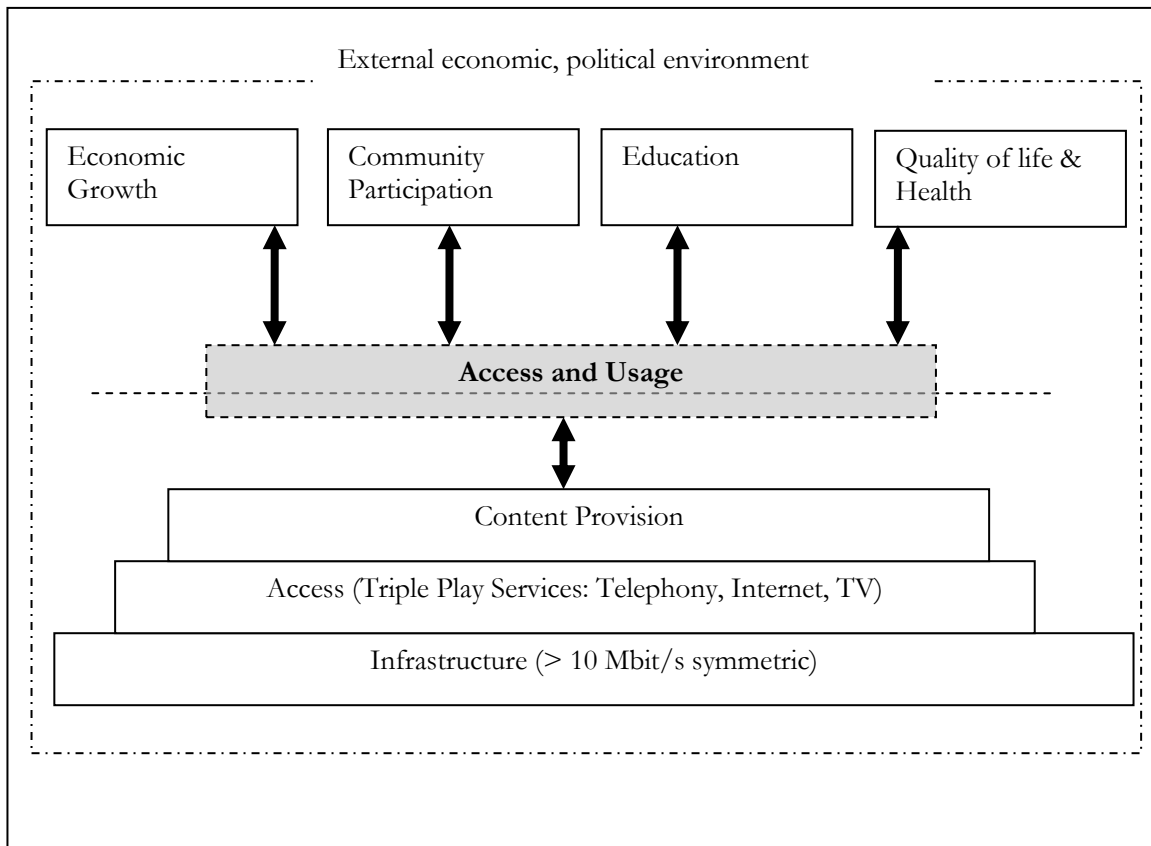 External economic, political environment
Economic
Growth
Community
Participation
Education
Quality of life &
Health
Access and Usage
Content Provision
Access (Triple Play Services: Telephony, Internet, TV)
Infrastructure (> 10 Mbit/s symmetric)